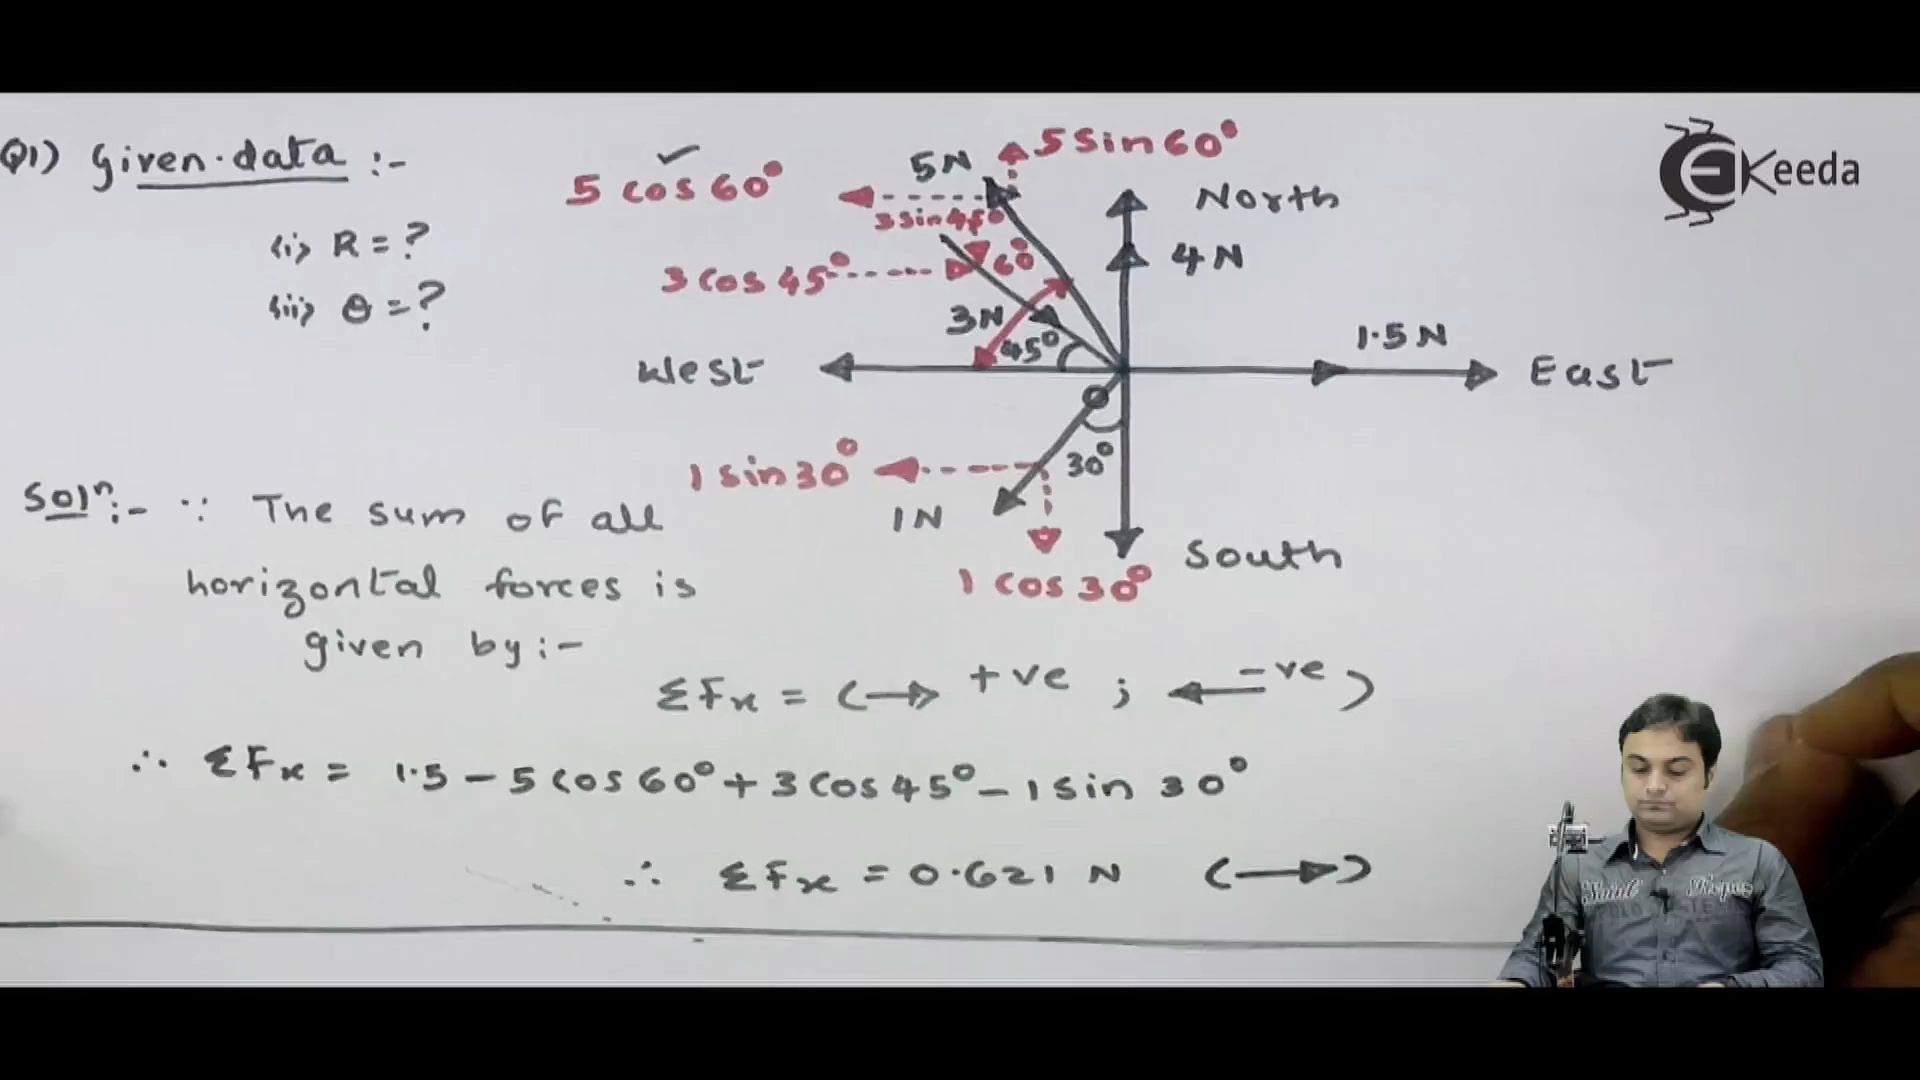 Q1) Given data :-
(i) R = ?
(ii) θ = ?
5 cos 60°
5N
5 Sin 60°
3 sin 45°
3 cos 45°
60°
3N
45°
North
4N
1.5N
West
East
O
30°
1 sin 30°
1N
1 cos 30°
South
EKeeda
Solⁿ:- ∵ The sum of all
horizontal forces is
given by :-
ΣFx = (→ +ve ; ← -ve)
∴ ΣFx = 1.5 - 5 cos 60° + 3 cos 45° - 1 sin 30°
∴ ΣFx = 0.621 N (→)